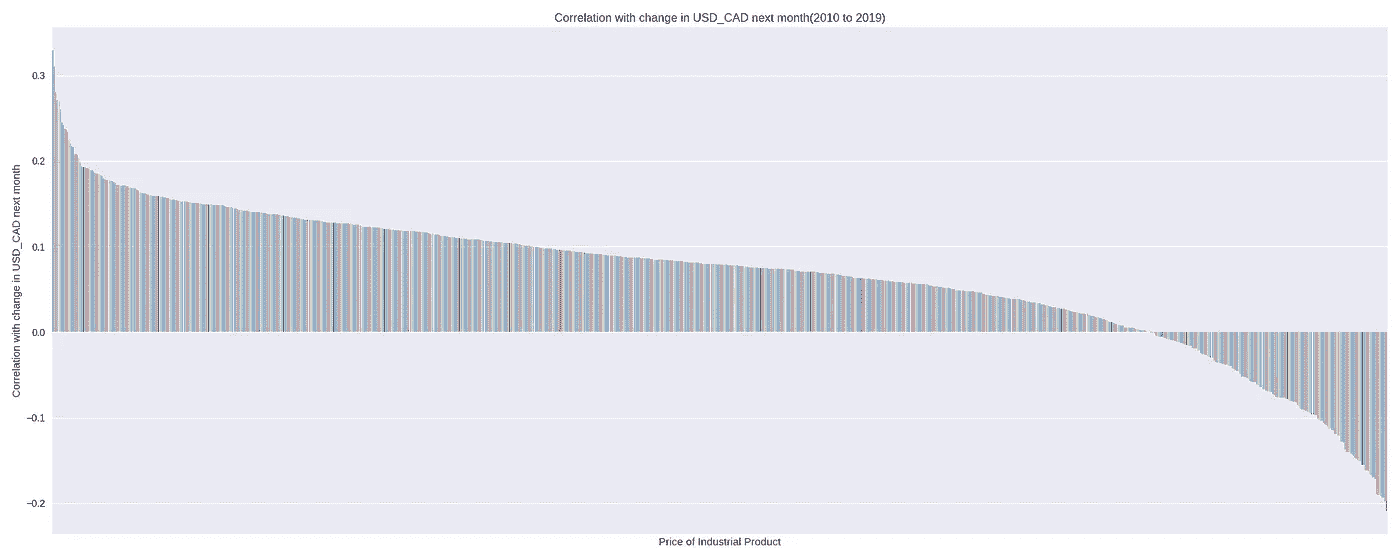 Correlation with change in USD_CAD next month(2010 to 2019)
Correlation with change in USD_CAD next month
0.3
0.2
0.1
0.0
−0.1
−0.2
Price of Industrial Product